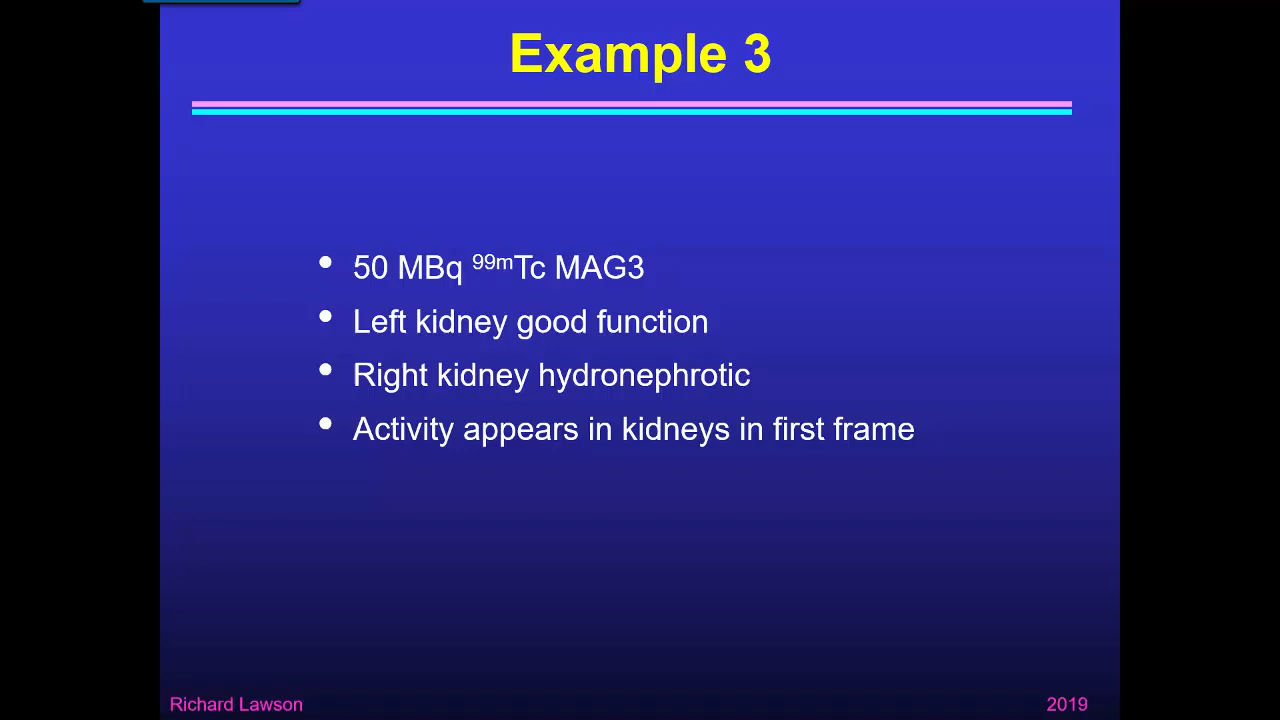 Example 3
• 50 MBq 99mTc MAG3
• Left kidney good function
• Right kidney hydronephrotic
• Activity appears in kidneys in first frame
Richard Lawson
2019